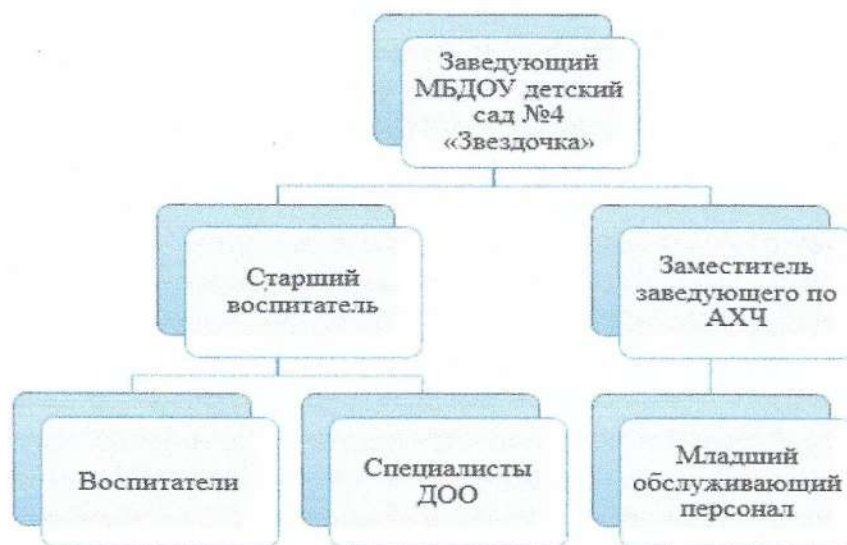 Заведующий
МБДОУ детский
сад №4
«Звездочка»
Старший
воспитатель
Заместитель
заведующего по
АХЧ
Воспитатели
Специалисты
ДОО
Младший
обслуживающий
персонал